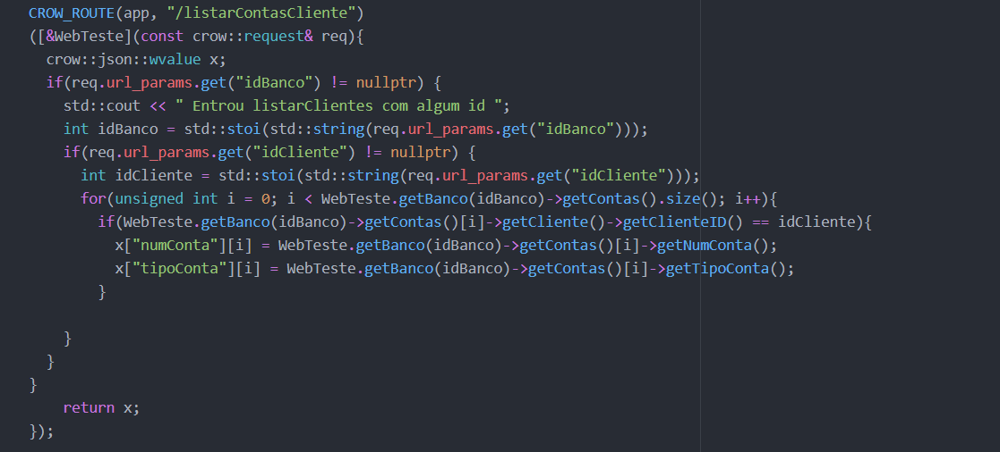 CROW_ROUTE(app, "/listarContasCliente")
([&WebTeste](const crow::request& req){
  crow::json::wvalue x;
  if(req.url_params.get("idBanco") != nullptr) {
    std::cout << " Entrou listarClientes com algum id ";
    int idBanco = std::stoi(std::string(req.url_params.get("idBanco")));
    if(req.url_params.get("idCliente") != nullptr) {
      int idCliente = std::stoi(std::string(req.url_params.get("idCliente")));
      for(unsigned int i = 0; i < WebTeste.getBanco(idBanco)->getContas().size(); i++){
        if(WebTeste.getBanco(idBanco)->getContas()[i]->getCliente()->getClienteID() == idCliente){
          x["numConta"][i] = WebTeste.getBanco(idBanco)->getContas()[i]->getNumConta();
          x["tipoConta"][i] = WebTeste.getBanco(idBanco)->getContas()[i]->getTipoConta();
        }
    }
  }
}
    return x;
});